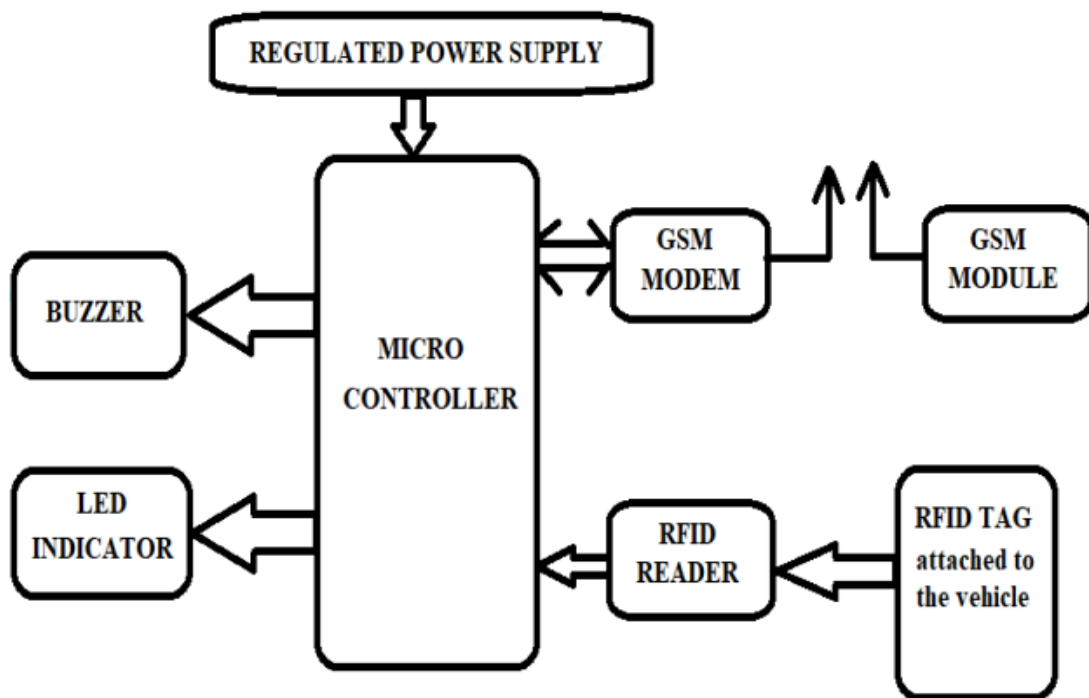 REGULATED POWER SUPPLY
GSM
MODEM
GSM
MODULE
BUZZER
MICRO
CONTROLLER
LED
INDICATOR
RFID
READER
RFID TAG
attached to
the vehicle